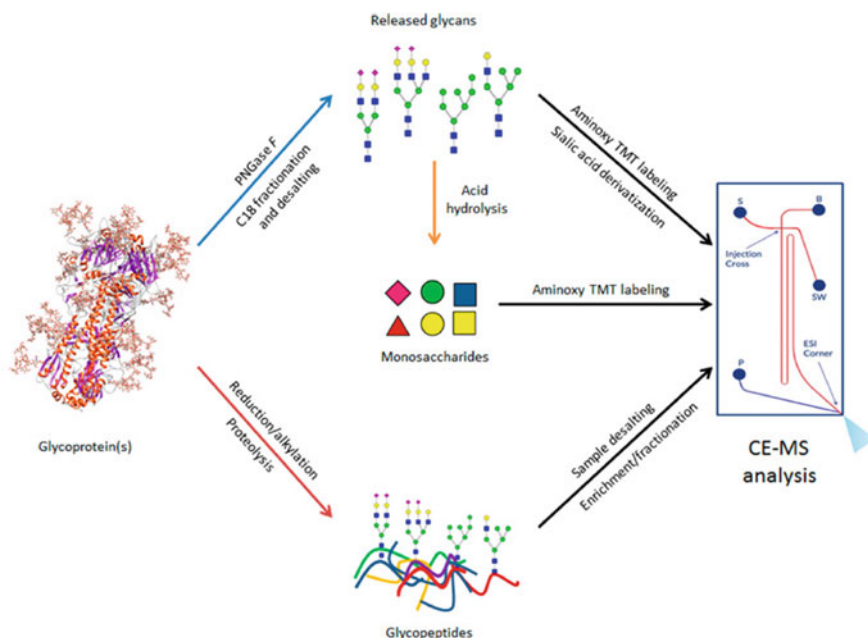 Released glycans
PNGase F
C18 fractionation
and desalting
Aminoxy TMT labeling
Sialic acid derivatization
Acid
hydrolysis
S
B
Injection
Cross
SW
ESI
Corner
P
Aminoxy TMT labeling
Monosaccharides
Glycoprotein(s)
Reduction/alkylation
Proteolysis
Sample desalting
Enrichment/fractionation
CE-MS
analysis
Glycopeptides